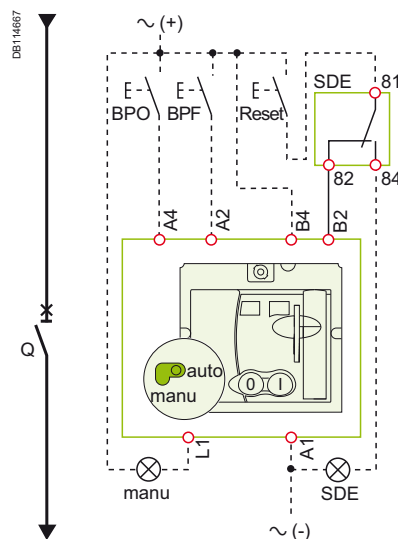 DB114667
∼ (+)
BPO
BPF
Reset
SDE
81
82
84
A4
A2
B4
B2
Q
auto
manu
0
I
L1
A1
manu
SDE
∼ (-)